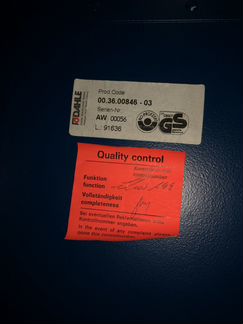 DAHLE
Prod.Code
00.36.00846 - 03
Serien-Nr.
AW 00056
L.: 91636
GS
Quality control
Funktion
function
Vollständigkeit
completeness
Bei eventuellen Reklamationen bitte
Kontrollnummer angeben.
In the event of any complaint please